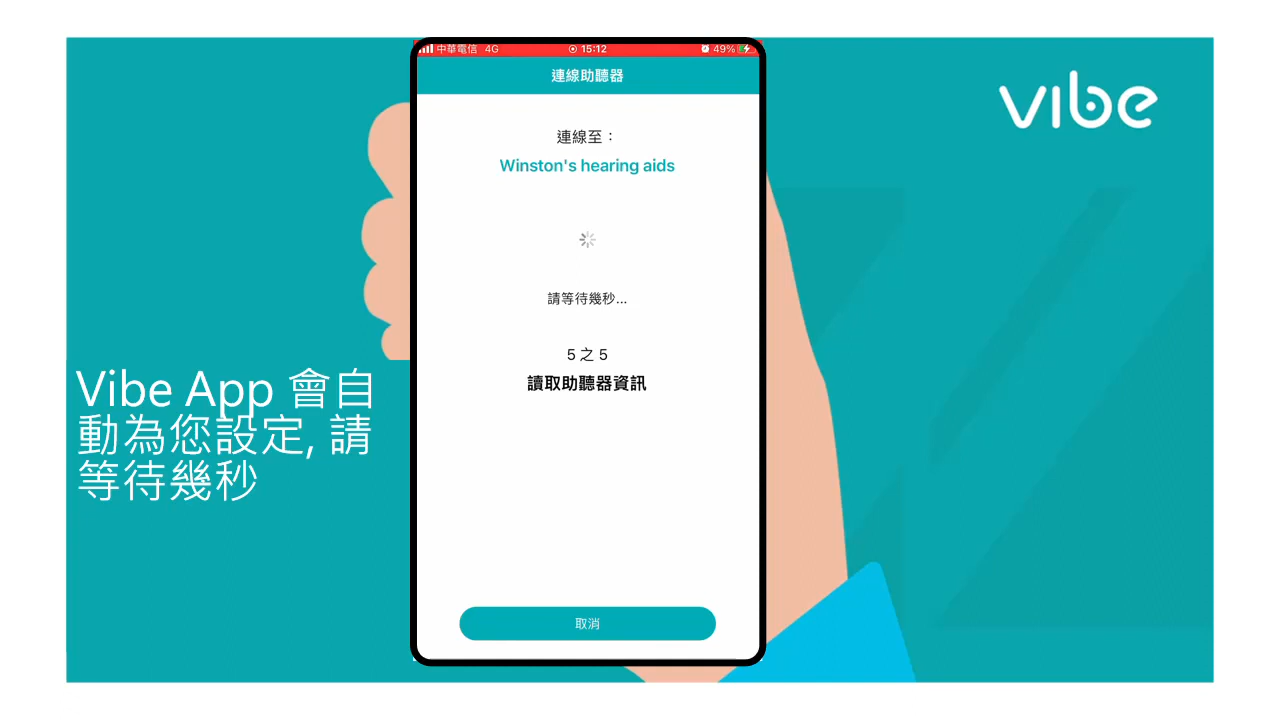 中華電信 4G 15:12 49%
連線助聽器
vibe
連線至：
Winston's hearing aids
請等待幾秒...
5 之 5
讀取助聽器資訊
Vibe App 會自
動為您設定, 請
等待幾秒
取消